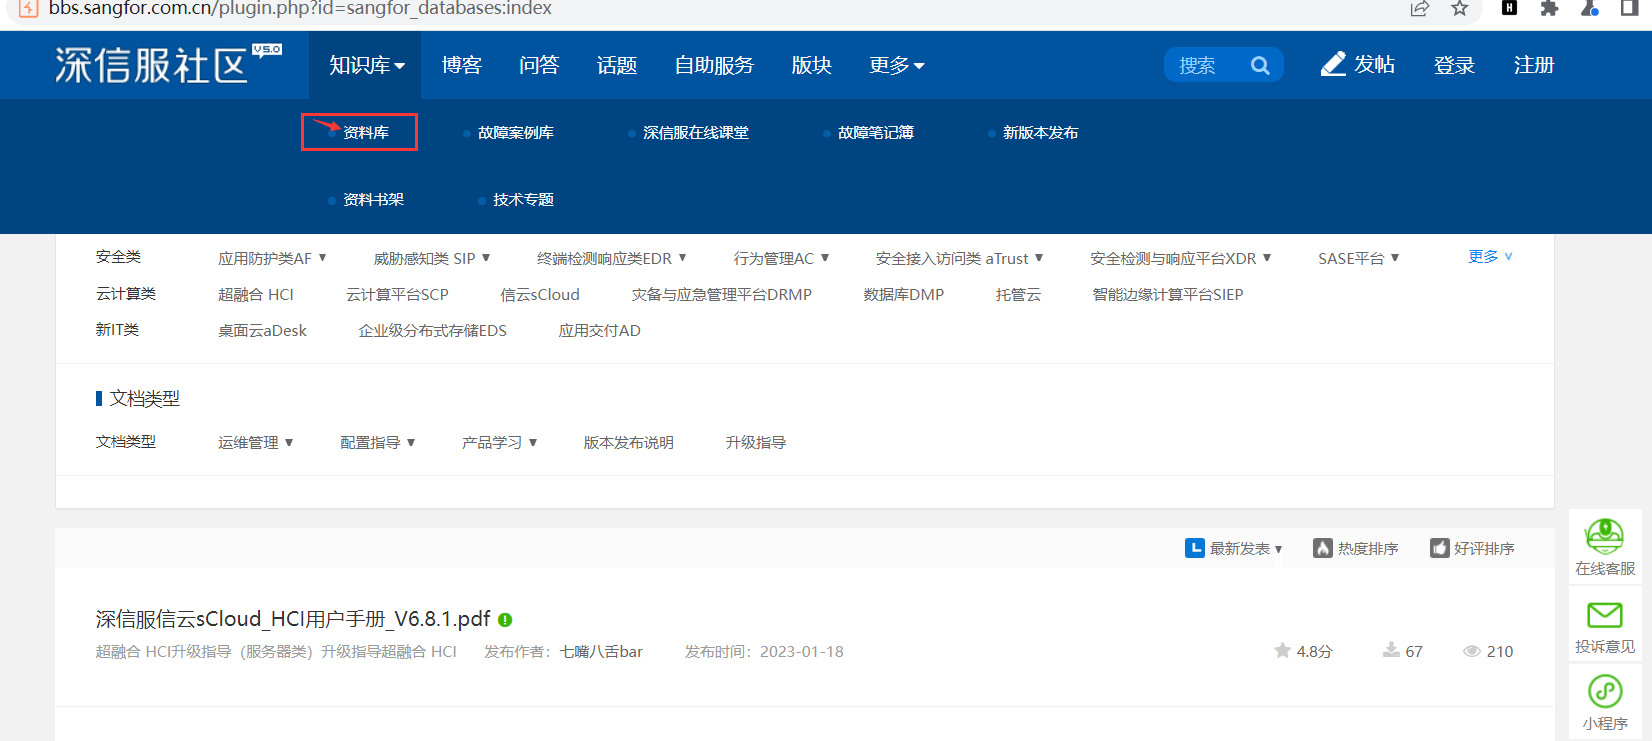 bbs.sangfor.com.cn/plugin.php?id=sangfor_databases:index
深信服社区 V5.0 知识库 博客 问答 话题 自助服务 版块 更多 搜索 发帖 登录 注册
资料库 故障案例库 深信服在线课堂 故障笔记簿 新版本发布
资料书架 技术专题
安全类 应用防护类AF 威胁感知类 SIP 终端检测响应类EDR 行为管理AC 安全接入访问类 aTrust 安全检测与响应平台XDR SASE平台 更多
云计算类 超融合 HCI 云计算平台SCP 信云sCloud 灾备与应急管理平台DRMP 数据库DMP 托管云 智能边缘计算平台SIEP
新IT类 桌面云aDesk 企业级分布式存储EDS 应用交付AD
文档类型
文档类型 运维管理 配置指导 产品学习 版本发布说明 升级指导
最新发表 热度排序 好评排序
深信服信云sCloud_HCI用户手册_V6.8.1.pdf
超融合 HCI升级指导（服务器类）升级指导超融合 HCI 发布作者：七嘴八舌bar 发布时间：2023-01-18 4.8分 67 210
在线客服
投诉意见
小程序